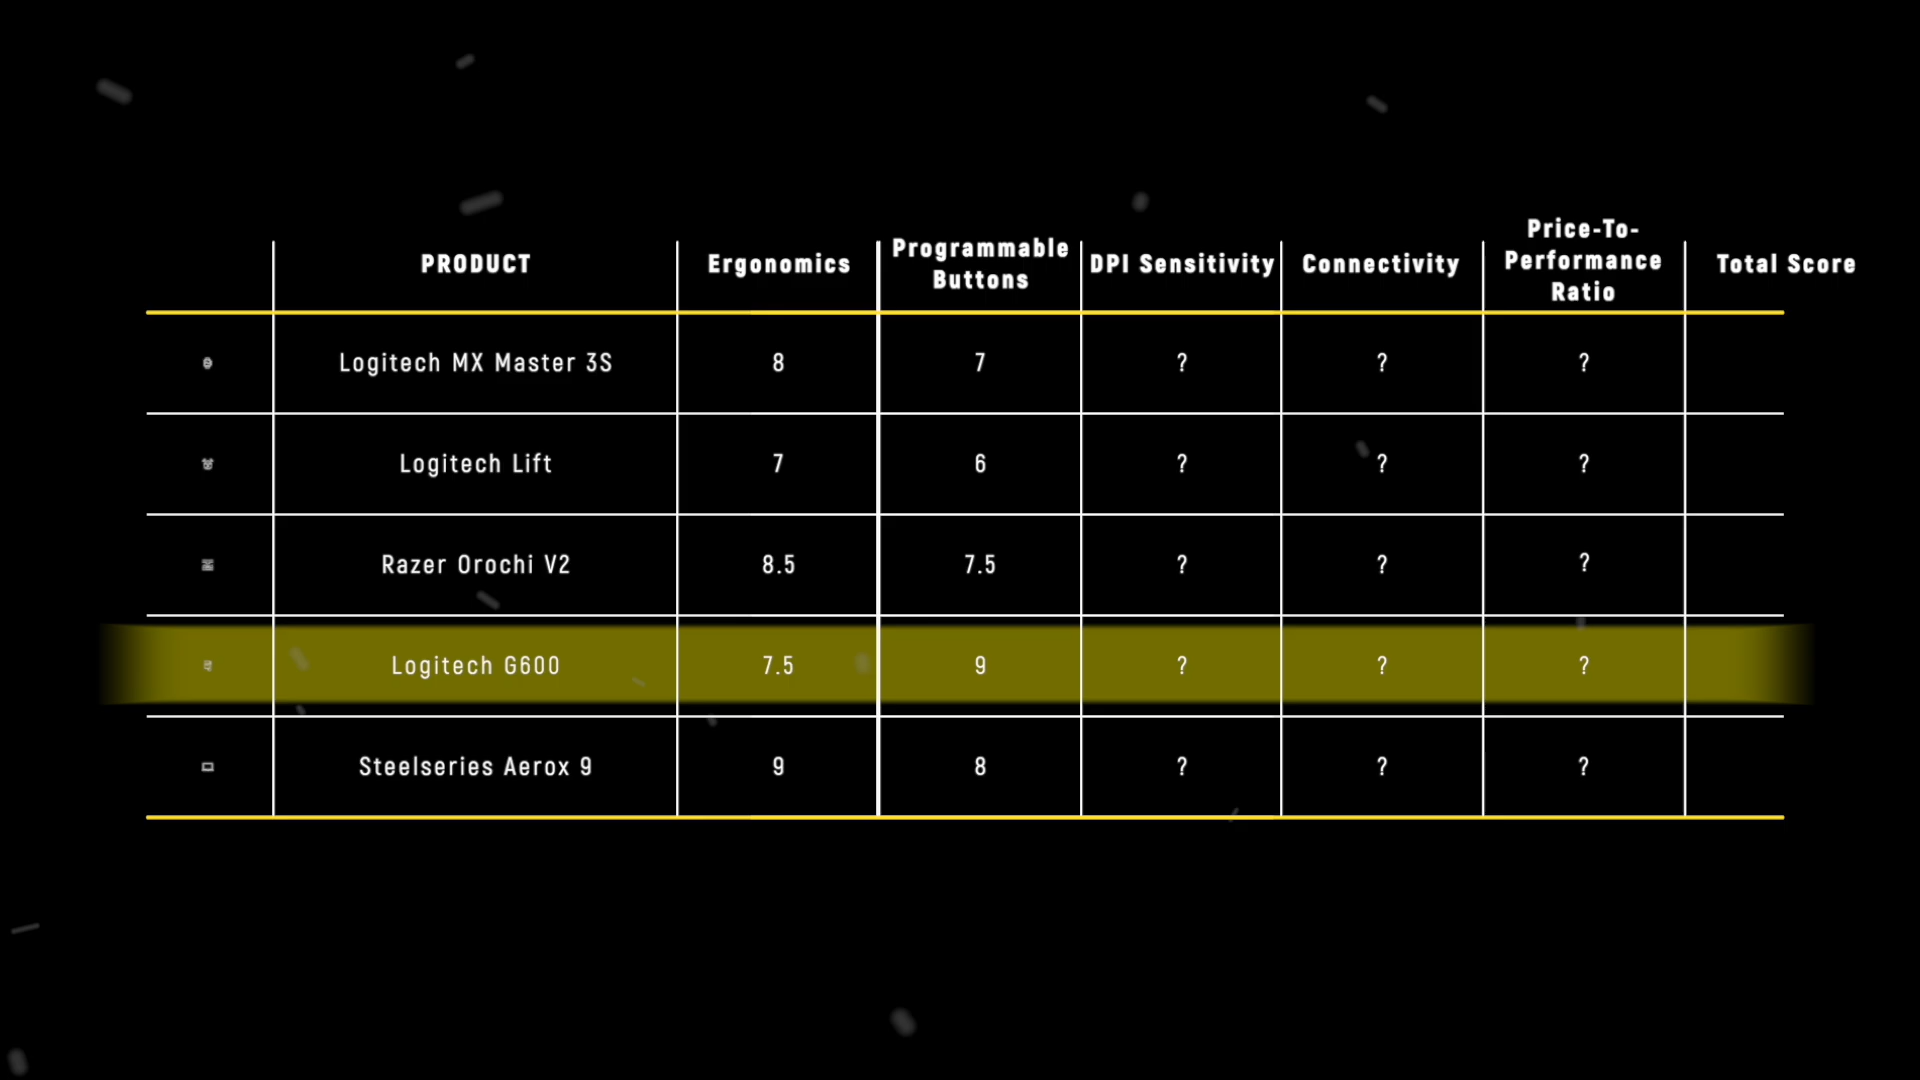 PRODUCT Ergonomics Programmable Buttons DPI Sensitivity Connectivity Price-To-Performance Ratio Total Score
Logitech MX Master 3S 8 7 ? ? ?
Logitech Lift 7 6 ? ? ?
Razer Orochi V2 8.5 7.5 ? ? ?
Logitech G600 7.5 9 ? ? ?
Steelseries Aerox 9 9 8 ? ? ?